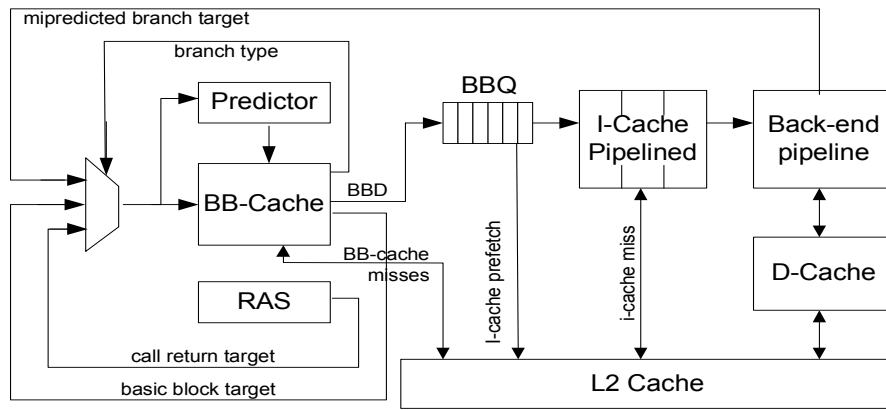 mipredicted branch target
branch type
BBQ
Predictor
I-Cache
Pipelined
Back-end
pipeline
BB-Cache
BBD
BB-cache
misses
I-cache prefetch
i-cache miss
D-Cache
RAS
call return target
basic block target
L2 Cache